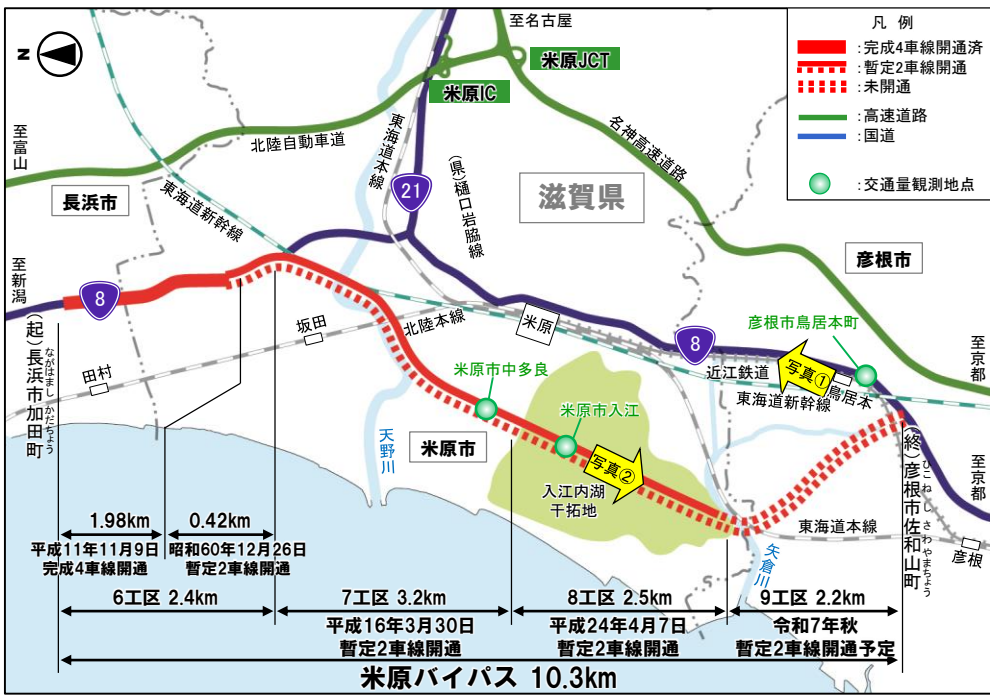 至名古屋
N
米原JCT
米原IC
凡 例
:完成4車線開通済
:暫定2車線開通
:未開通
:高速道路
:国道
:交通量観測地点
至富山
北陸自動車道
東海道本線
名神高速道路
長浜市
東海道新幹線
21
(県)樋口岩脇線
滋賀県
彦根市
至新潟
8
坂田
北陸本線
米原
8
彦根市鳥居本町
至京都
田村
米原市中多良
近江鉄道
写真①
鳥居本
東海道新幹線
米原市入江
(起)長浜市加田町
ながはまし かだちょう
天野川
米原市
写真②
入江内湖
干拓地
(終)彦根市佐和山町
ひこねし さわやまちょう
至京都
東海道本線
彦根
矢倉川
1.98km
0.42km
平成11年11月9日
完成4車線開通
昭和60年12月26日
暫定2車線開通
6工区 2.4km
7工区 3.2km
8工区 2.5km
9工区 2.2km
平成16年3月30日
暫定2車線開通
平成24年4月7日
暫定2車線開通
令和7年秋
暫定2車線開通予定
米原バイパス 10.3km